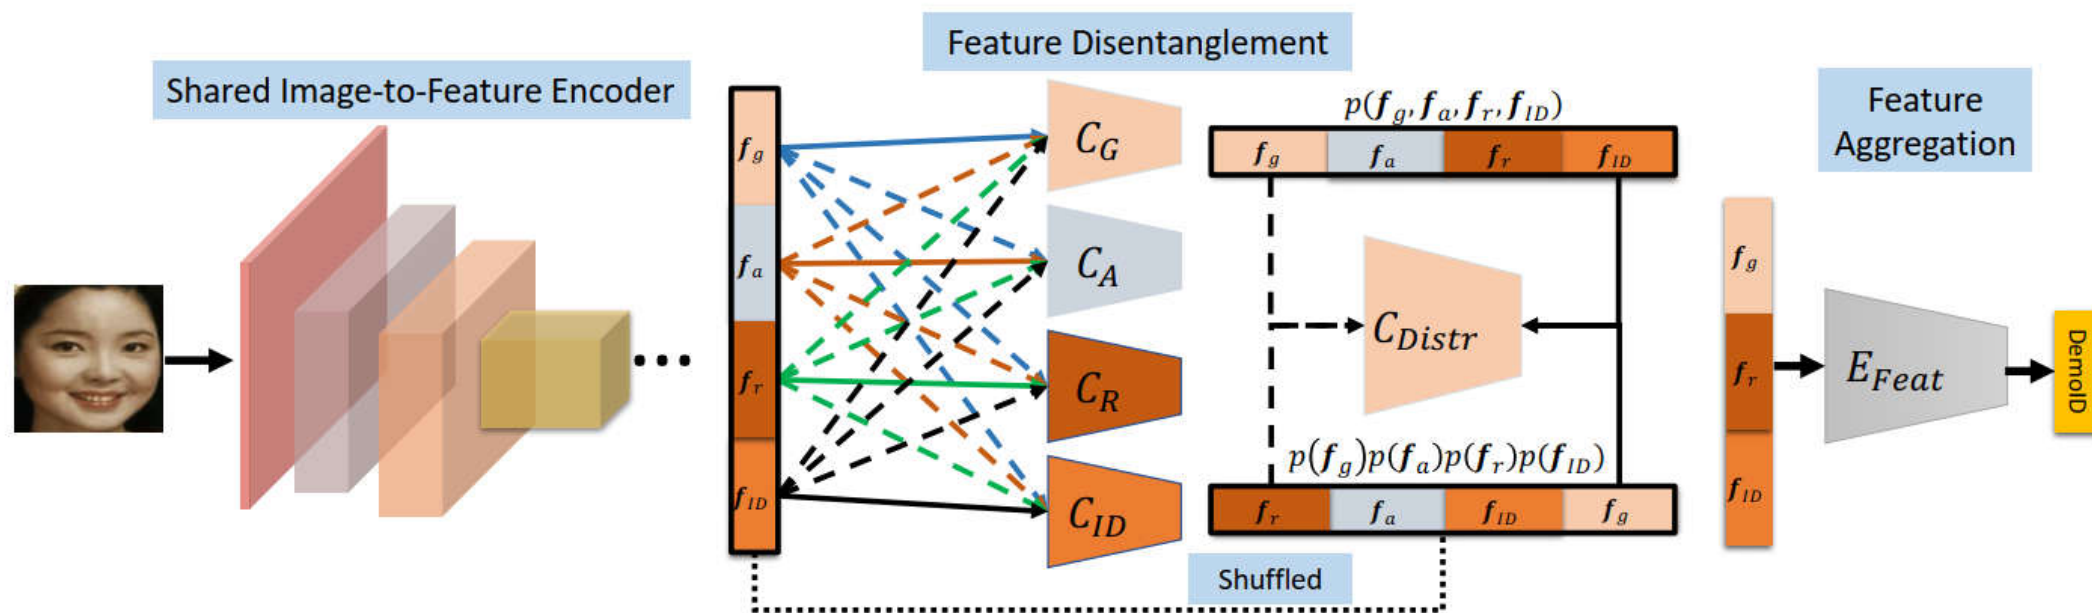 Shared Image-to-Feature Encoder
f_g
f_a
f_r
f_ID
Feature Disentanglement
C_G
C_A
C_R
C_ID
p(f_g, f_a, f_r, f_ID)
f_g f_a f_r f_ID
C_Distr
p(f_g)p(f_a)p(f_r)p(f_ID)
f_r f_a f_ID f_g
Shuffled
Feature
Aggregation
f_g
f_r
f_ID
E_Feat
DemoID